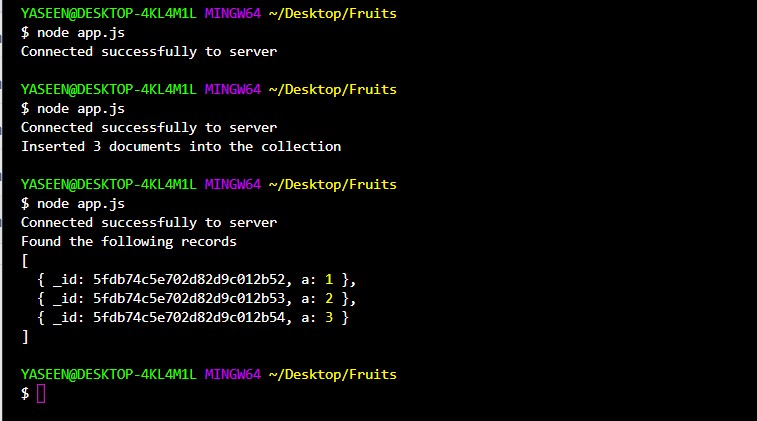 YASEEN@DESKTOP-4KL4M1L MINGW64 ~/Desktop/Fruits
$ node app.js
Connected successfully to server
YASEEN@DESKTOP-4KL4M1L MINGW64 ~/Desktop/Fruits
$ node app.js
Connected successfully to server
Inserted 3 documents into the collection
YASEEN@DESKTOP-4KL4M1L MINGW64 ~/Desktop/Fruits
$ node app.js
Connected successfully to server
Found the following records
[
  { _id: 5fdb74c5e702d82d9c012b52, a: 1 },
  { _id: 5fdb74c5e702d82d9c012b53, a: 2 },
  { _id: 5fdb74c5e702d82d9c012b54, a: 3 }
]
YASEEN@DESKTOP-4KL4M1L MINGW64 ~/Desktop/Fruits
$